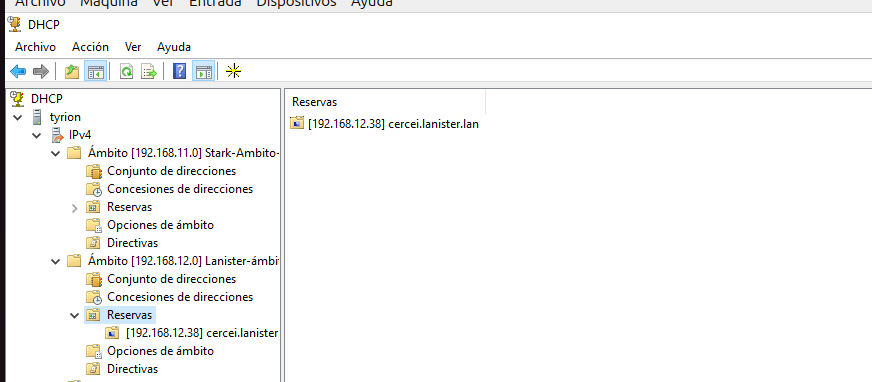 Archivo Máquina Ver Entrada Dispositivos Ayuda
DHCP
Archivo Acción Ver Ayuda
DHCP
tyrion
IPv4
Ámbito [192.168.11.0] Stark-Ambito-
Conjunto de direcciones
Concesiones de direcciones
Reservas
Opciones de ámbito
Directivas
Ámbito [192.168.12.0] Lanister-ámbi
Conjunto de direcciones
Concesiones de direcciones
Reservas
[192.168.12.38] cercei.lanister
Opciones de ámbito
Directivas
Reservas
[192.168.12.38] cercei.lanister.lan